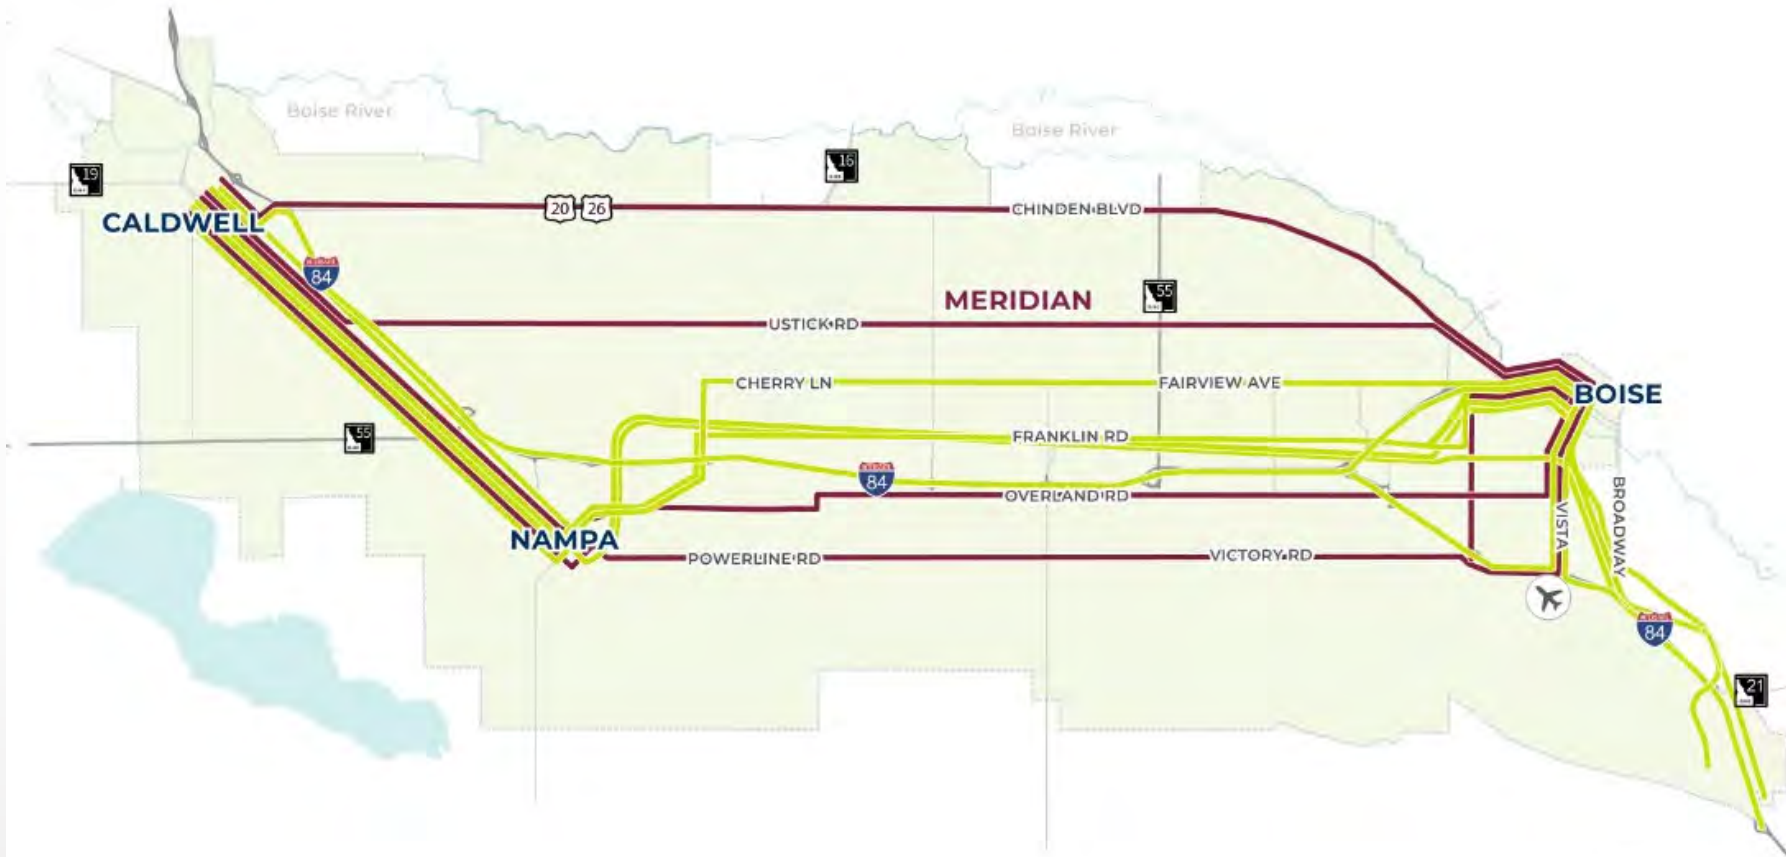 Boise River
Boise River
16
19
CALDWELL
20
26
CHINDEN BLVD
84
MERIDIAN
55
USTICK RD
CHERRY LN
FAIRVIEW AVE
BOISE
55
FRANKLIN RD
84
OVERLAND RD
NAMPA
BROADWAY
VISTA
POWERLINE RD
VICTORY RD
84
21